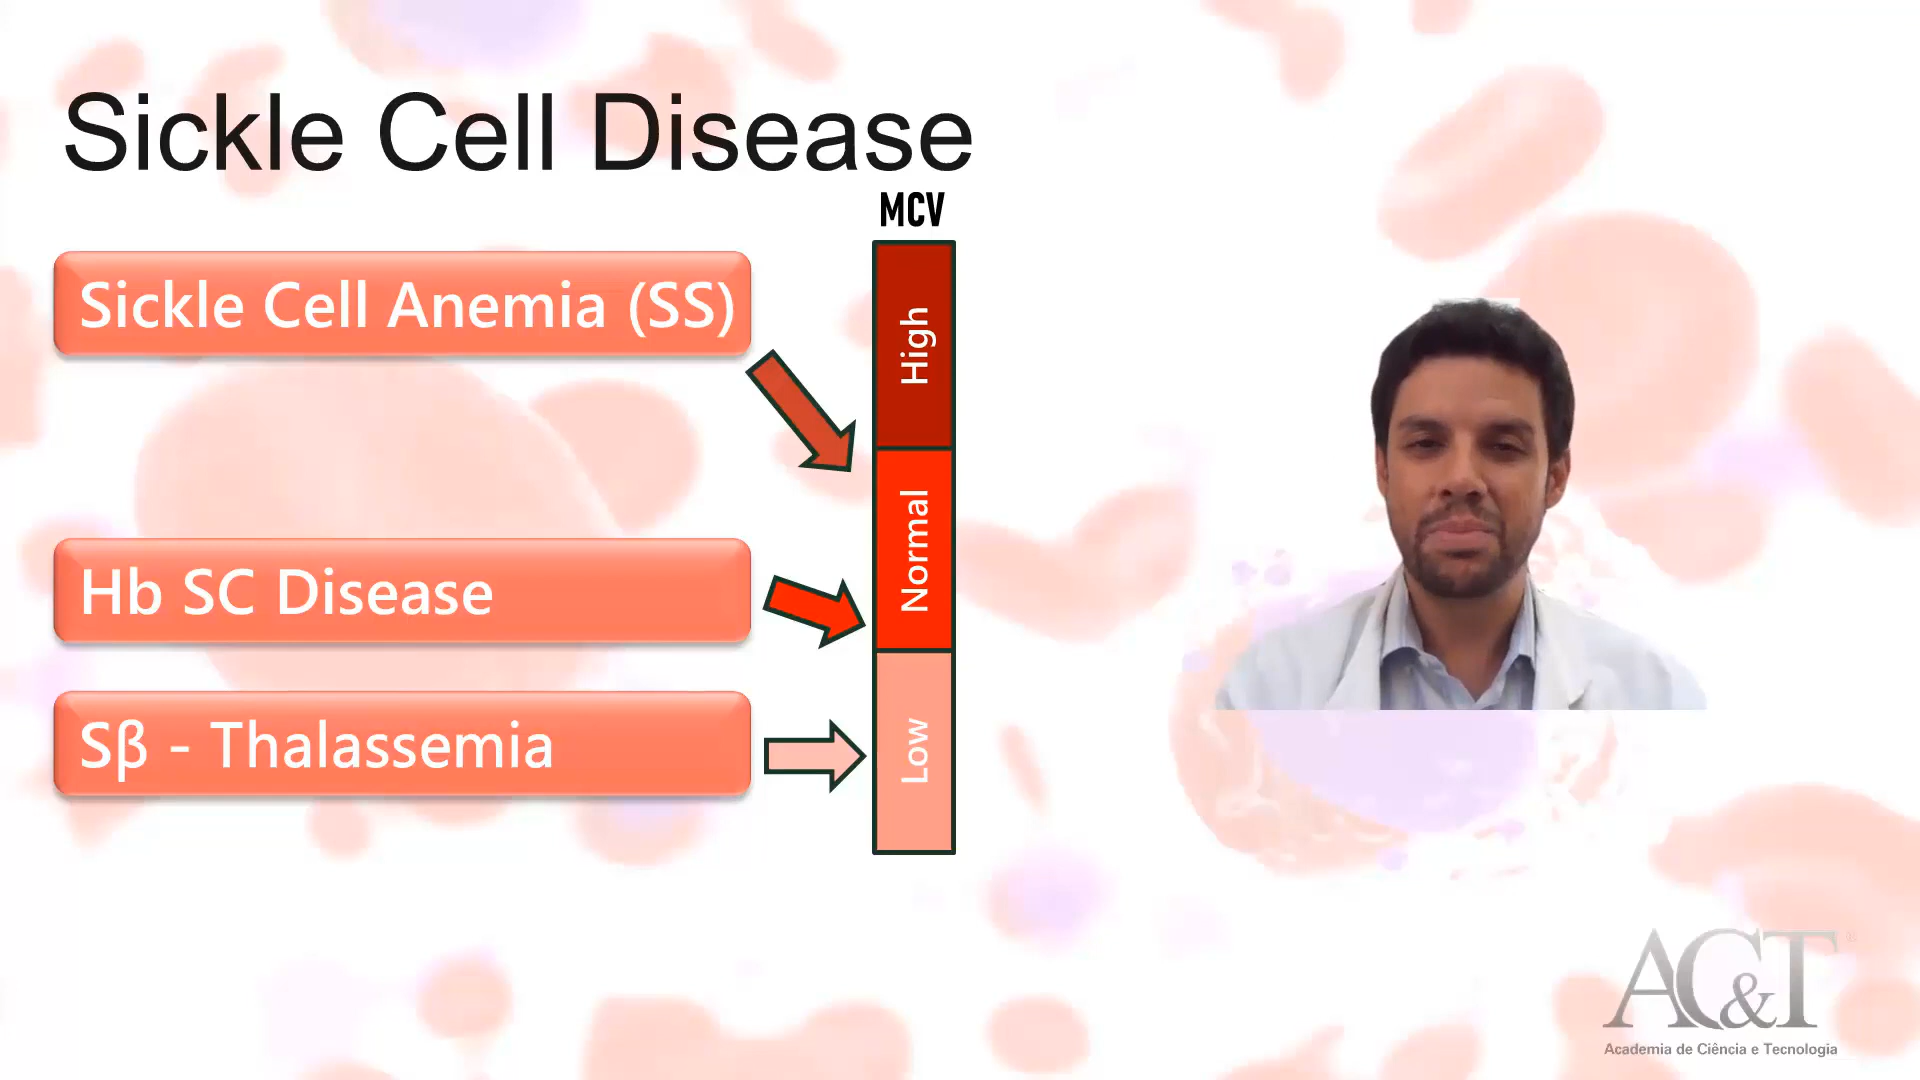 Sickle Cell Disease
MCV
Sickle Cell Anemia (SS)
High
Normal
Hb SC Disease
Sβ - Thalassemia
Low
AC&T
Academia de Ciência e Tecnologia